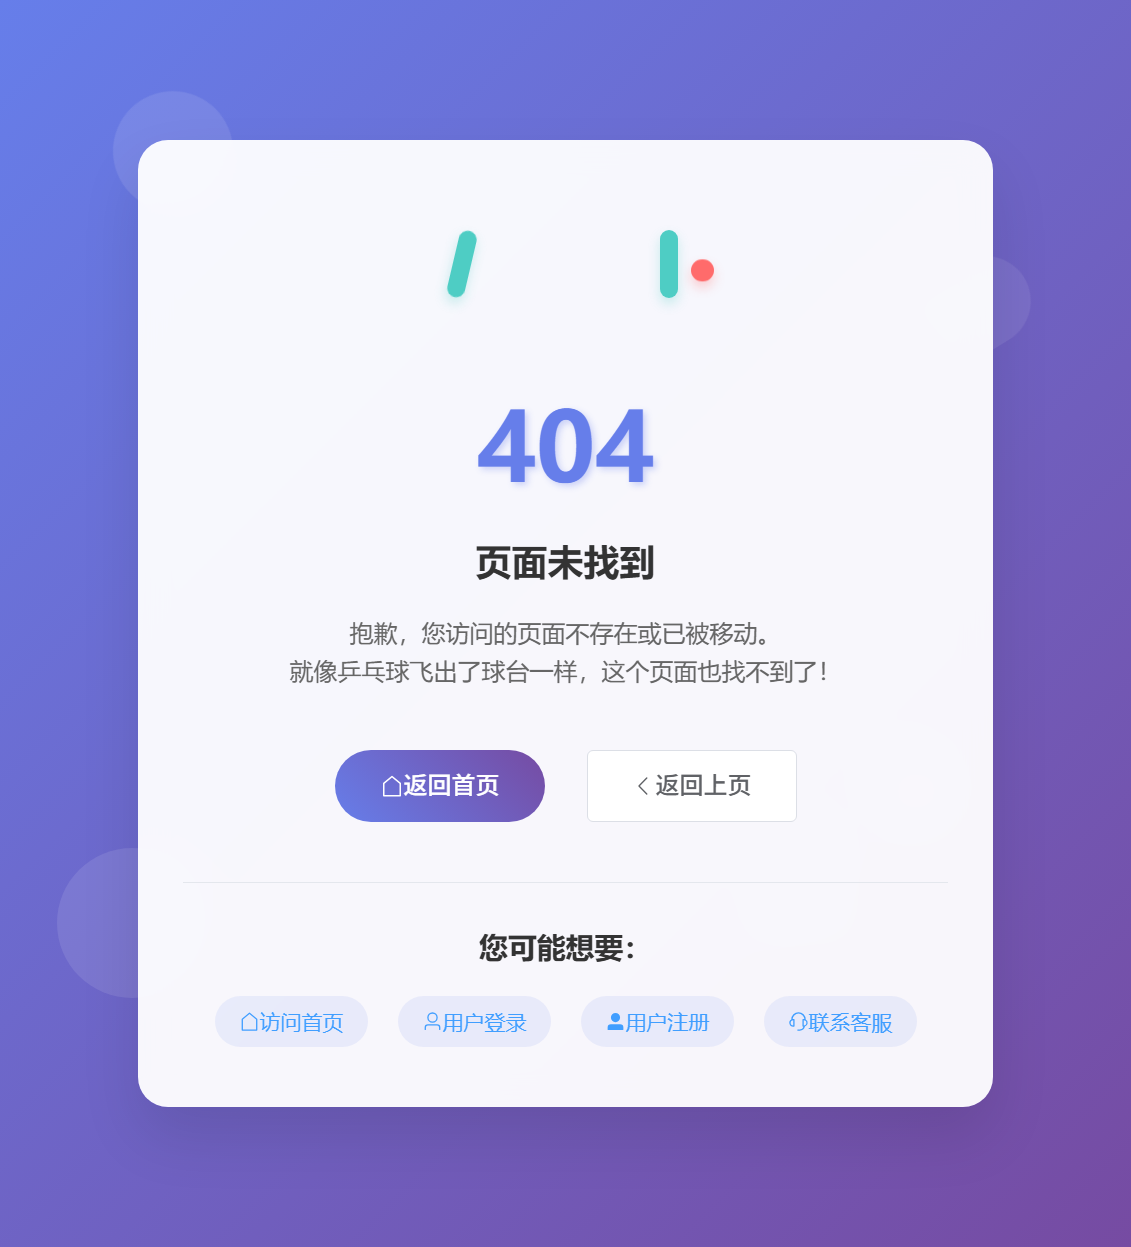 404
页面未找到
抱歉，您访问的页面不存在或已被移动。
就像乒乓球飞出了球台一样，这个页面也找不到了！
返回首页
返回上页
您可能想要：
访问首页
用户登录
用户注册
联系客服